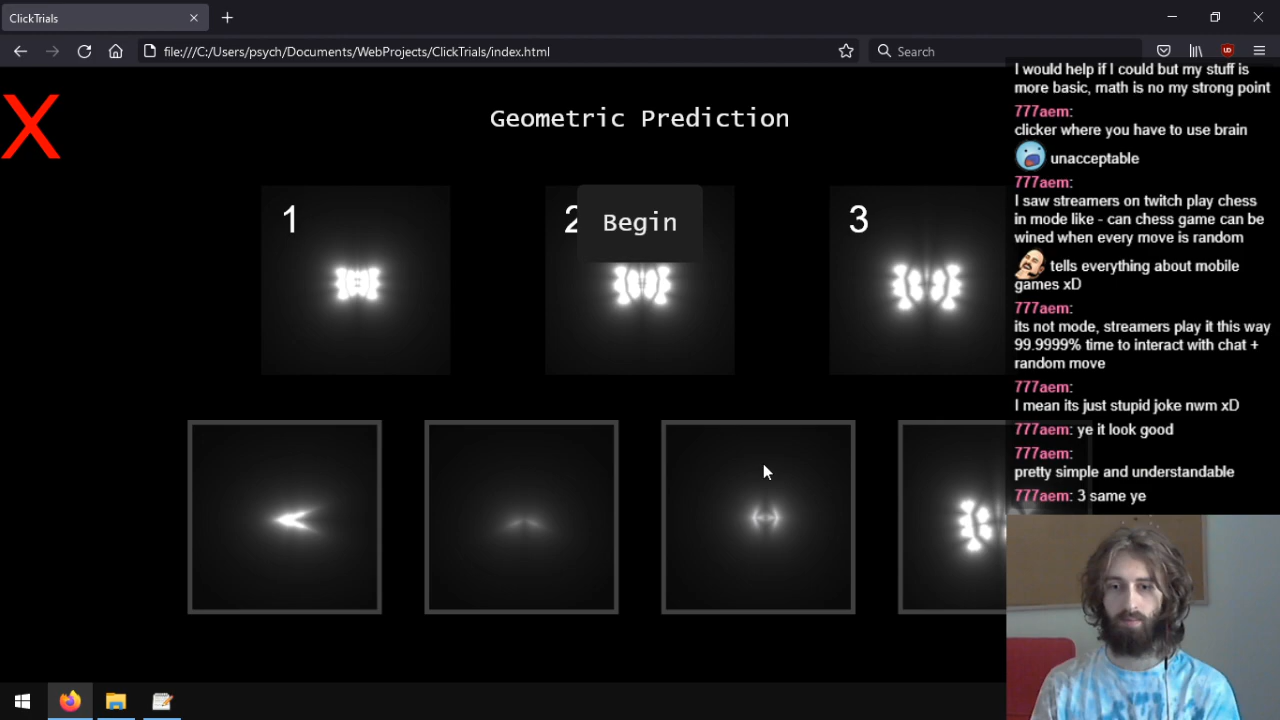 ClickTrials
file:///C:/Users/psych/Documents/WebProjects/ClickTrials/index.html
Search
X
Geometric Prediction
1
2
Begin
3
I would help if I could but my stuff is
more basic, math is no my strong point
777aem:
clicker where you have to use brain
unacceptable
777aem:
I saw streamers on twitch play chess
in mode like - can chess game can be
wined when every move is random
tells everything about mobile
games xD
777aem:
its not mode, streamers play it this way
99.9999% time to interact with chat +
random move
777aem:
I mean its just stupid joke nwm xD
777aem: ye it look good
777aem:
pretty simple and understandable
777aem: 3 same ye